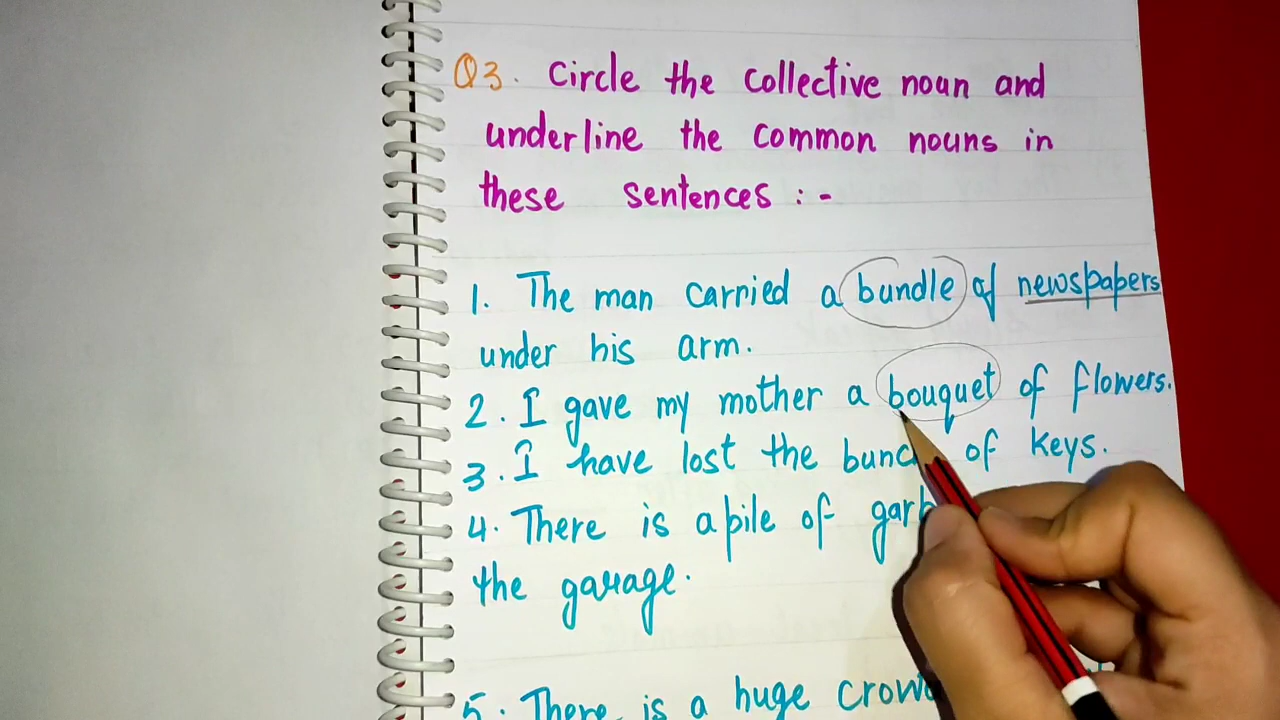 Q3. Circle the collective noun and
underline the common nouns in
these sentences :-
1. The man carried a bundle of newspapers
under his arm.
2. I gave my mother a bouquet of flowers.
3. I have lost the of keys.
4. There is a pile of
the garage.
5. There is a huge